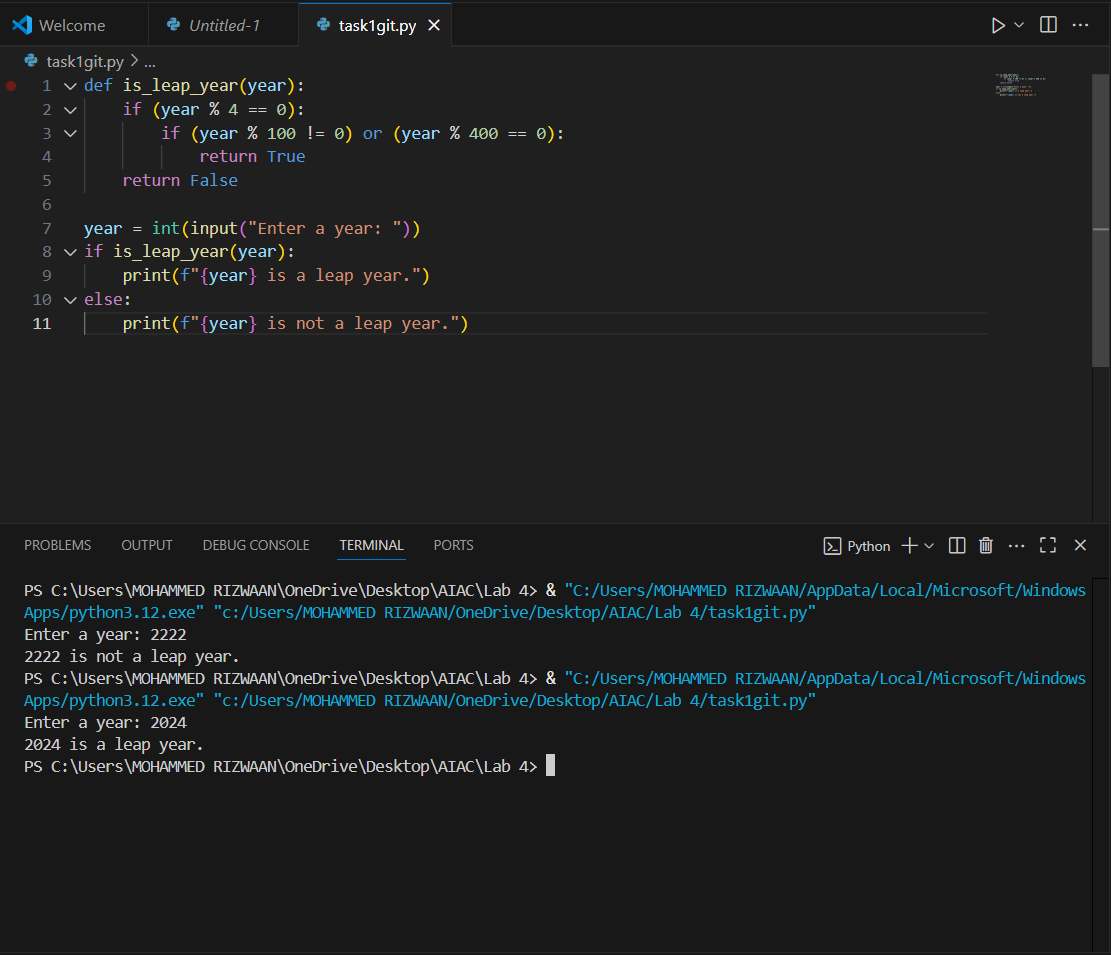 Welcome
Untitled-1
task1git.py
task1git.py > ...
1 def is_leap_year(year):
2     if (year % 4 == 0):
3         if (year % 100 != 0) or (year % 400 == 0):
4             return True
5     return False
6
7 year = int(input("Enter a year: "))
8 if is_leap_year(year):
9     print(f"{year} is a leap year.")
10 else:
11     print(f"{year} is not a leap year.")
PROBLEMS OUTPUT DEBUG CONSOLE TERMINAL PORTS Python
PS C:\Users\MOHAMMED RIZWAAN\OneDrive\Desktop\AIAC\Lab 4> & "C:/Users/MOHAMMED RIZWAAN/AppData/Local/Microsoft/Windows
Apps/python3.12.exe" "c:/Users/MOHAMMED RIZWAAN/OneDrive/Desktop/AIAC/Lab 4/task1git.py"
Enter a year: 2222
2222 is not a leap year.
PS C:\Users\MOHAMMED RIZWAAN\OneDrive\Desktop\AIAC\Lab 4> & "C:/Users/MOHAMMED RIZWAAN/AppData/Local/Microsoft/Windows
Apps/python3.12.exe" "c:/Users/MOHAMMED RIZWAAN/OneDrive/Desktop/AIAC/Lab 4/task1git.py"
Enter a year: 2024
2024 is a leap year.
PS C:\Users\MOHAMMED RIZWAAN\OneDrive\Desktop\AIAC\Lab 4>